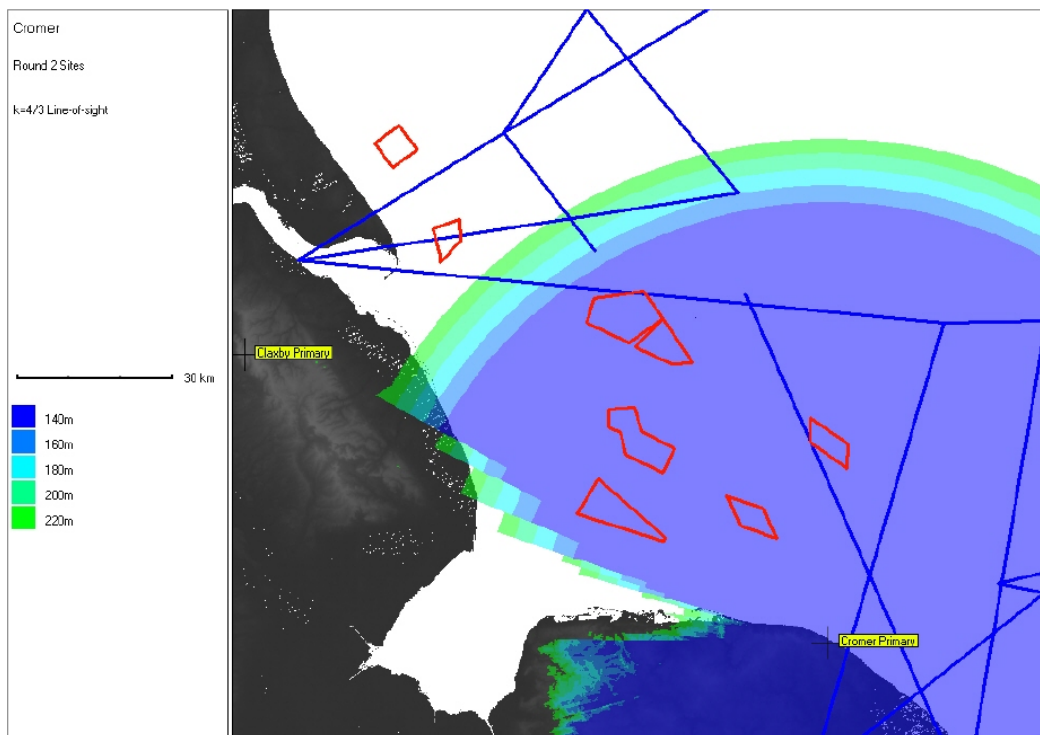 Cromer
Round 2 Sites
k=4/3 Line-of-sight
30 km
140m
160m
180m
200m
220m
Claxby Primary
Cromer Primary